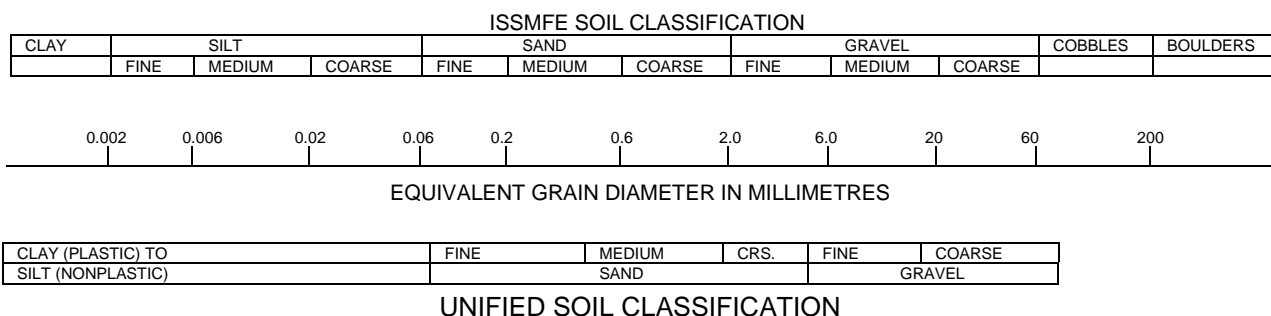 ISSMFE SOIL CLASSIFICATION
CLAY SILT SAND GRAVEL COBBLES BOULDERS
FINE MEDIUM COARSE FINE MEDIUM COARSE FINE MEDIUM COARSE
0.002 0.006 0.02 0.06 0.2 0.6 2.0 6.0 20 60 200
EQUIVALENT GRAIN DIAMETER IN MILLIMETRES
CLAY (PLASTIC) TO FINE MEDIUM CRS. FINE COARSE
SILT (NONPLASTIC) SAND GRAVEL
UNIFIED SOIL CLASSIFICATION